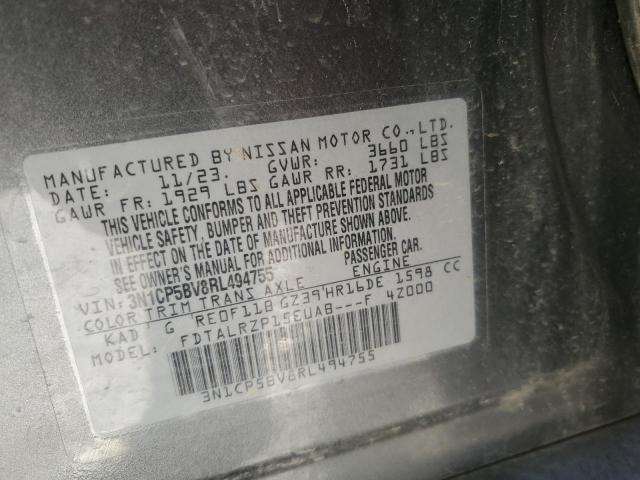 MANUFACTURED BY NISSAN MOTOR CO., LTD.
DATE: 11/23. GVWR: 3660 LBS
GAWR FR: 1929 LBS GAWR RR: 1731 LBS
THIS VEHICLE CONFORMS TO ALL APPLICABLE FEDERAL MOTOR
VEHICLE SAFETY, BUMPER AND THEFT PREVENTION STANDARDS
IN EFFECT ON THE DATE OF MANUFACTURE SHOWN ABOVE.
SEE OWNER'S MANUAL FOR ADDITIONAL INFORMATION.
VIN: 3N1CP5BV8RL494755 PASSENGER CAR.
COLOR TRIM TRANS AXLE ENGINE
KAD G RE0F11B GZ39 HR16DE 1598 CC
FDTALRZP15EUAB---F 4Z000
3N1CP5BV8RL494755